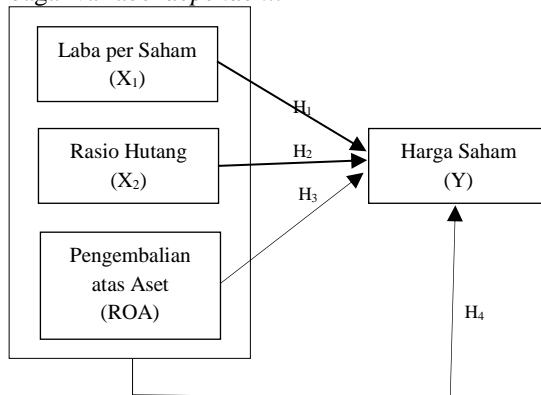 Laba per Saham
(X₁)
H₁
Rasio Hutang
(X₂)
H₂
Harga Saham
(Y)
H₃
Pengembalian
atas Aset
(ROA)
H₄